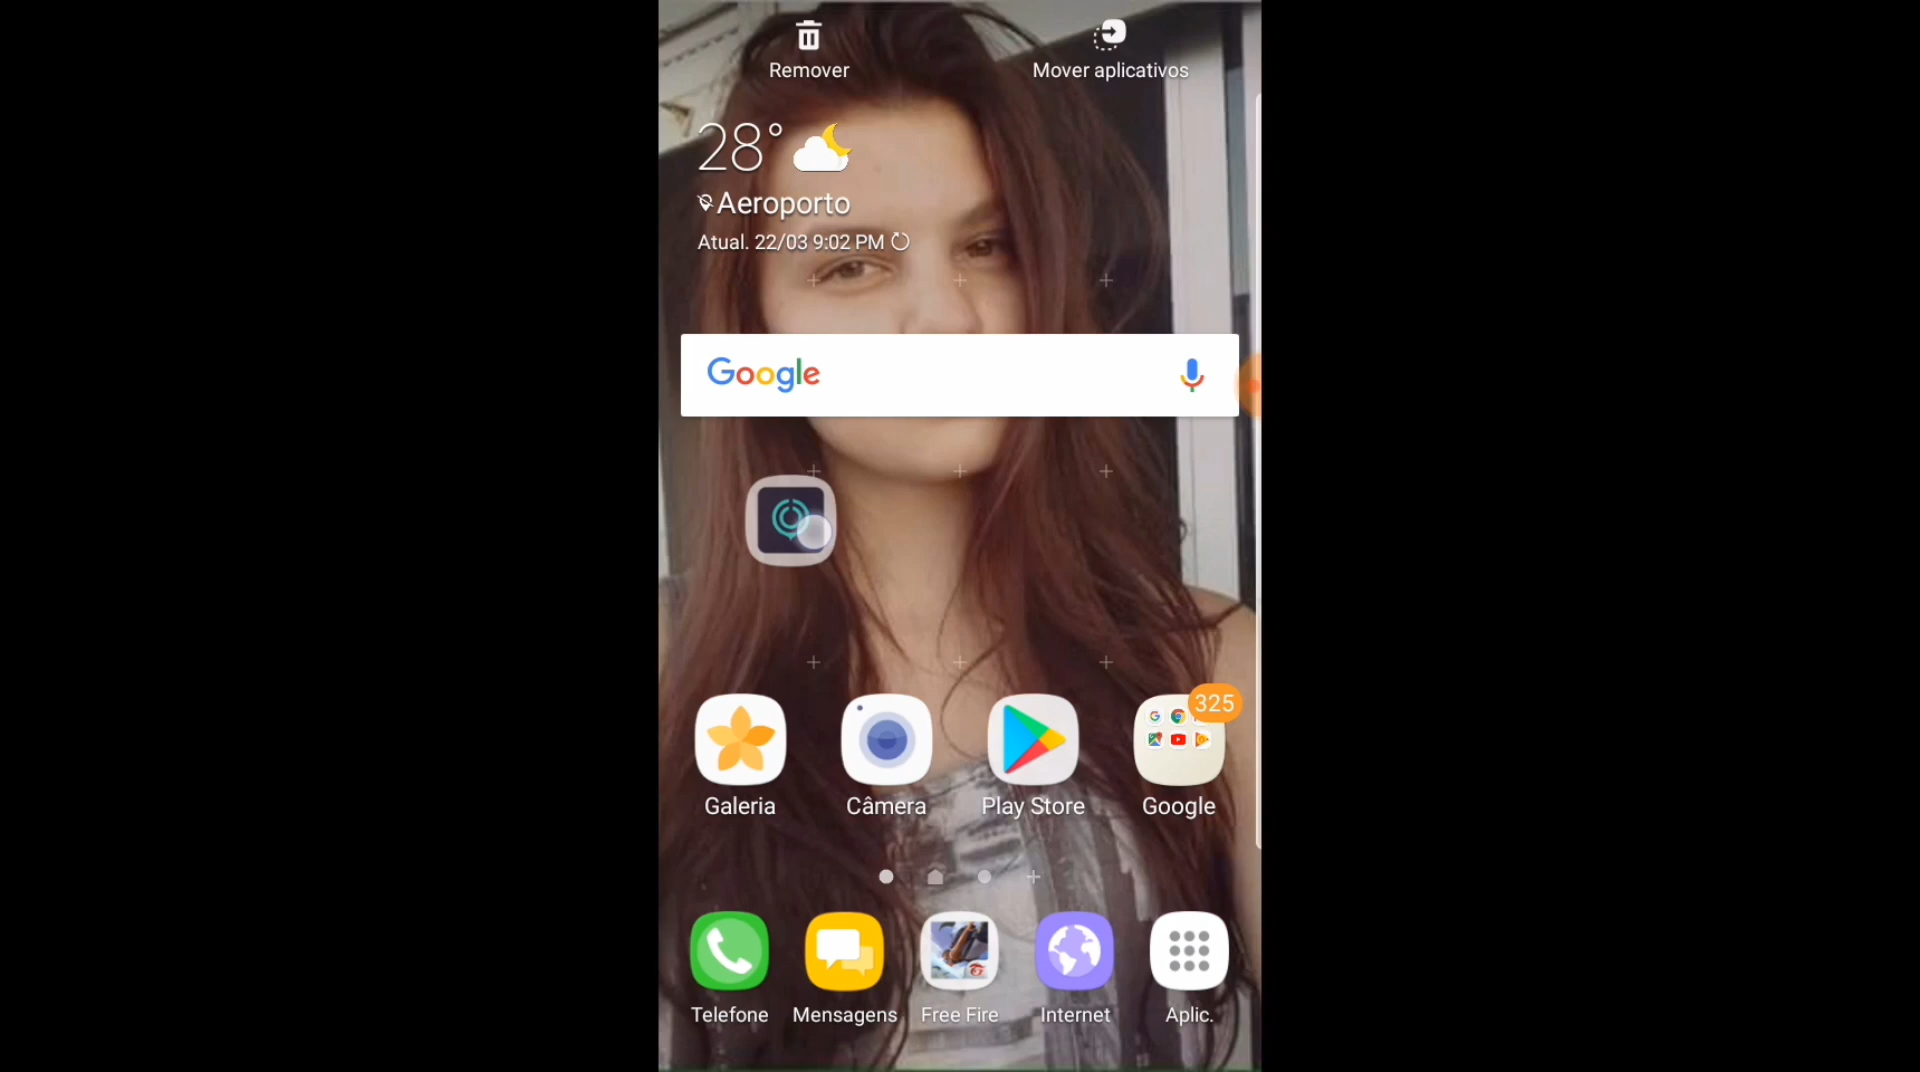 Remover
Mover aplicativos
28°
Aeroporto
Atual. 22/03 9:02 PM
Google
325
Galeria
Câmera
Play Store
Google
Telefone
Mensagens
Free Fire
Internet
Aplic.